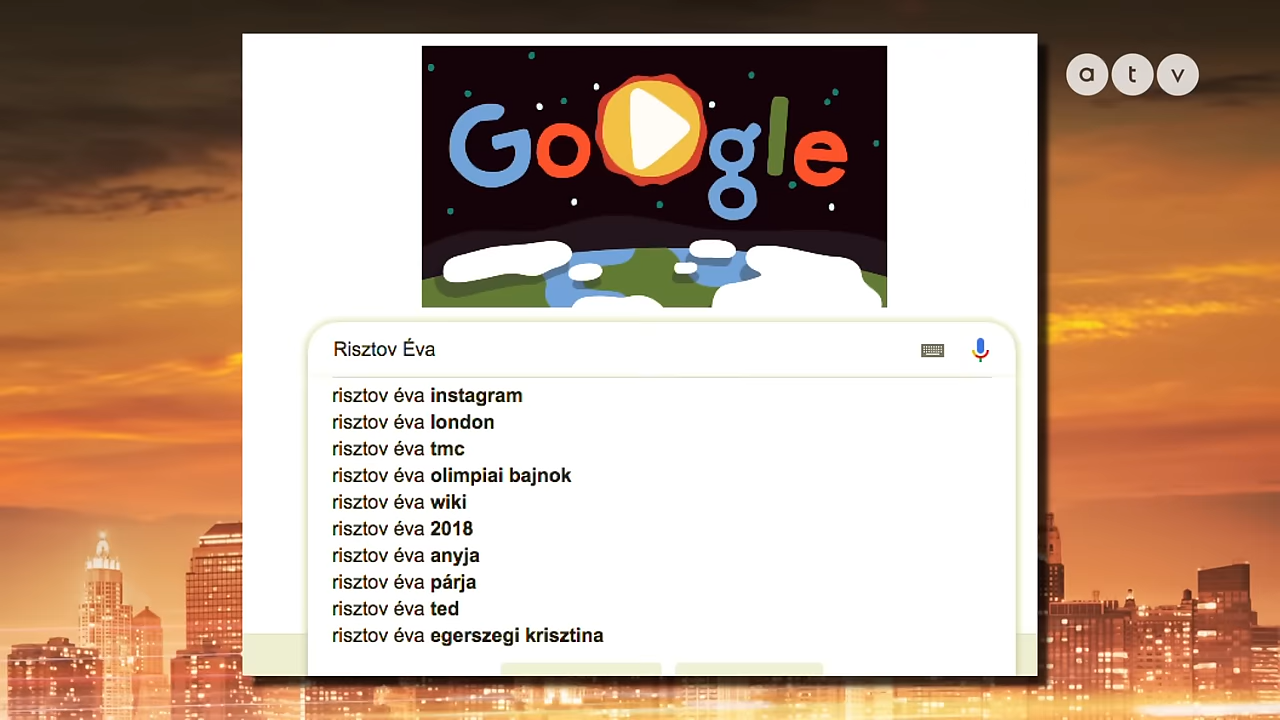 a t v
Google
Risztov Éva
risztov éva instagram
risztov éva london
risztov éva tmc
risztov éva olimpiai bajnok
risztov éva wiki
risztov éva 2018
risztov éva anyja
risztov éva párja
risztov éva ted
risztov éva egerszegi krisztina